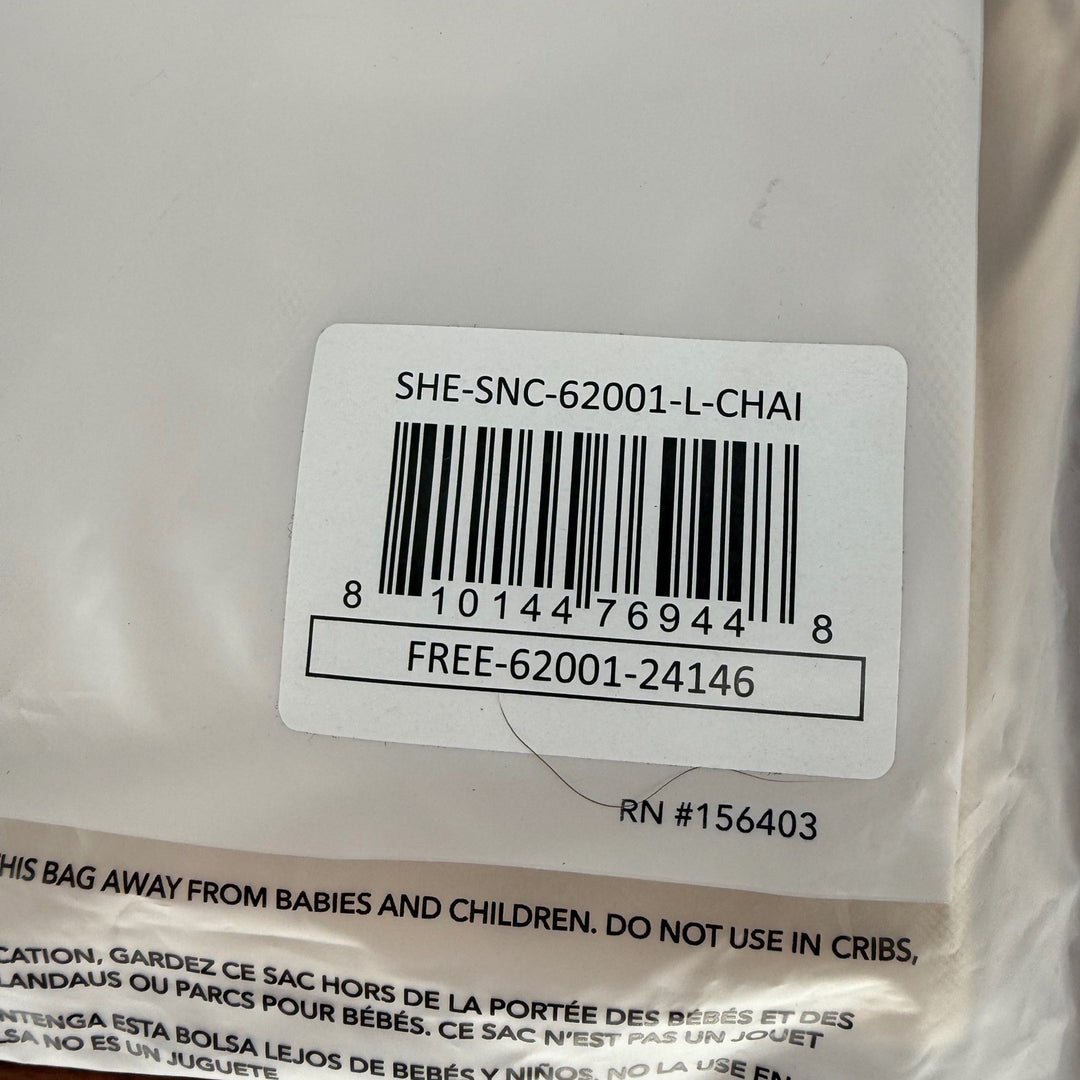 SHE-SNC-62001-L-CHAI
8 10144 76944 8
FREE-62001-24146
RN #156403
THIS BAG AWAY FROM BABIES AND CHILDREN. DO NOT USE IN CRIBS,
CATION, GARDEZ CE SAC HORS DE LA PORTÉE DES BÉBÉS ET DES
LANDAUS OU PARCS POUR BÉBÉS. CE SAC N'EST PAS UN JOUET
NTENGA ESTA BOLSA LEJOS DE BEBÉS Y NIÑOS. NO LA USE EN
LSA NO ES UN JUGUETE